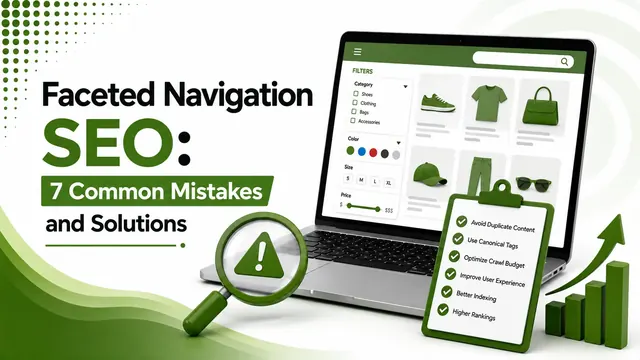 Faceted Navigation
SEO:
7 Common Mistakes
and Solutions
FILTERS
Category
Shoes
Clothing
Bags
Accessories
Color
Size
S M L XL
Price
$ $$$
Avoid Duplicate Content
Use Canonical Tags
Optimize Crawl Budget
Improve User Experience
Better Indexing
Higher Rankings